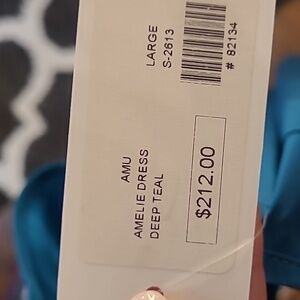 AMU
AMELIE DRESS
DEEP TEAL
$212.00
LARGE
S-2613
# 82134